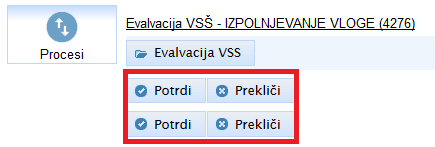 Evalvacija VSŠ - IZPOLNJEVANJE VLOGE (4276)
Procesi
Evalvacija VSS
Potrdi Prekliči
Potrdi Prekliči